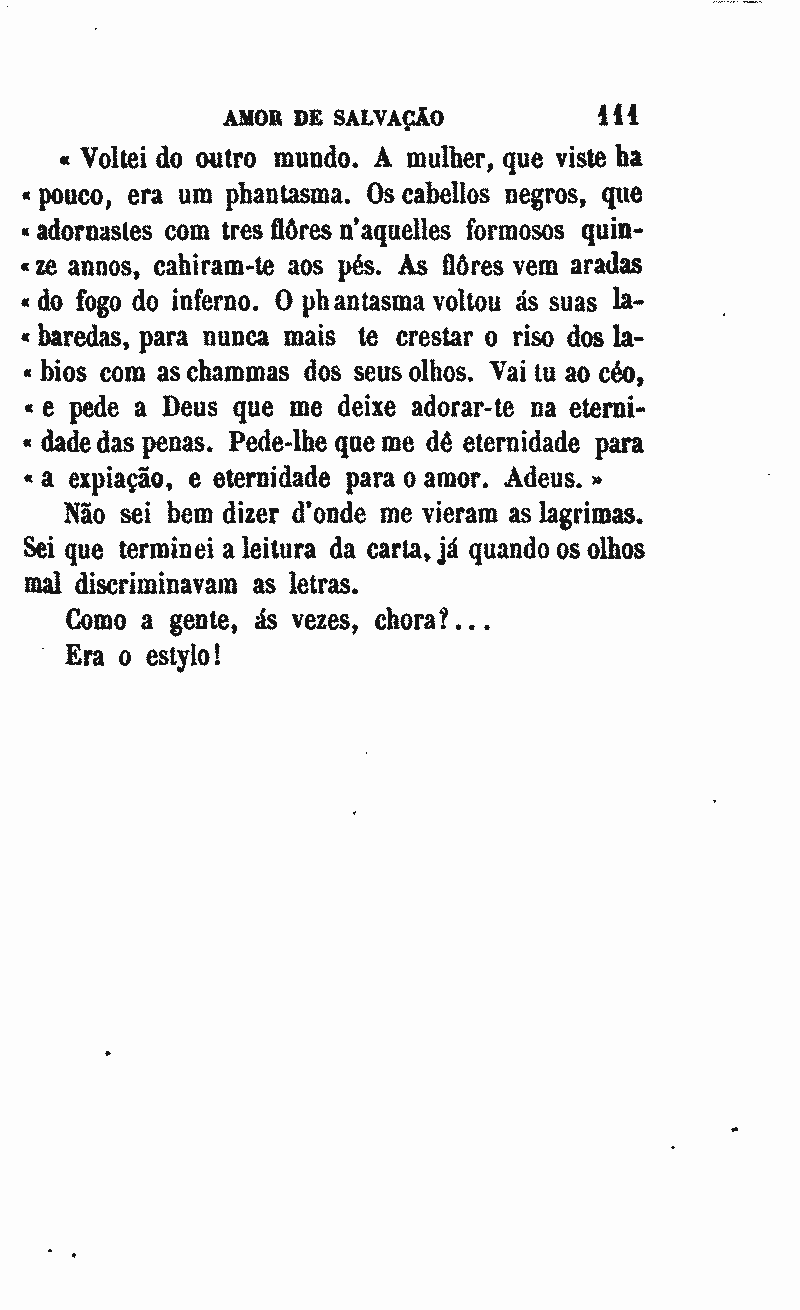 AMOR DE SALVAÇÃO 111
« Voltei do outro mundo. A mulher, que viste ha
« pouco, era um phantasma. Os cabellos negros, que
« adornastes com tres flôres n'aquelles formosos quin-
« ze annos, cahiram-te aos pés. As flôres vem aradas
« do fogo do inferno. O phantasma voltou ás suas la-
« baredas, para nunca mais te crestar o riso dos la-
« bios com as chammas dos seus olhos. Vai tu ao céo,
« e pede a Deus que me deixe adorar-te na eterni-
« dade das penas. Pede-lhe que me dê eternidade para
« a expiação, e eternidade para o amor. Adeus. »
Não sei bem dizer d'onde me vieram as lagrimas.
Sei que terminei a leitura da carta, já quando os olhos
mal discriminavam as letras.
Como a gente, ás vezes, chora?...
Era o estylo!